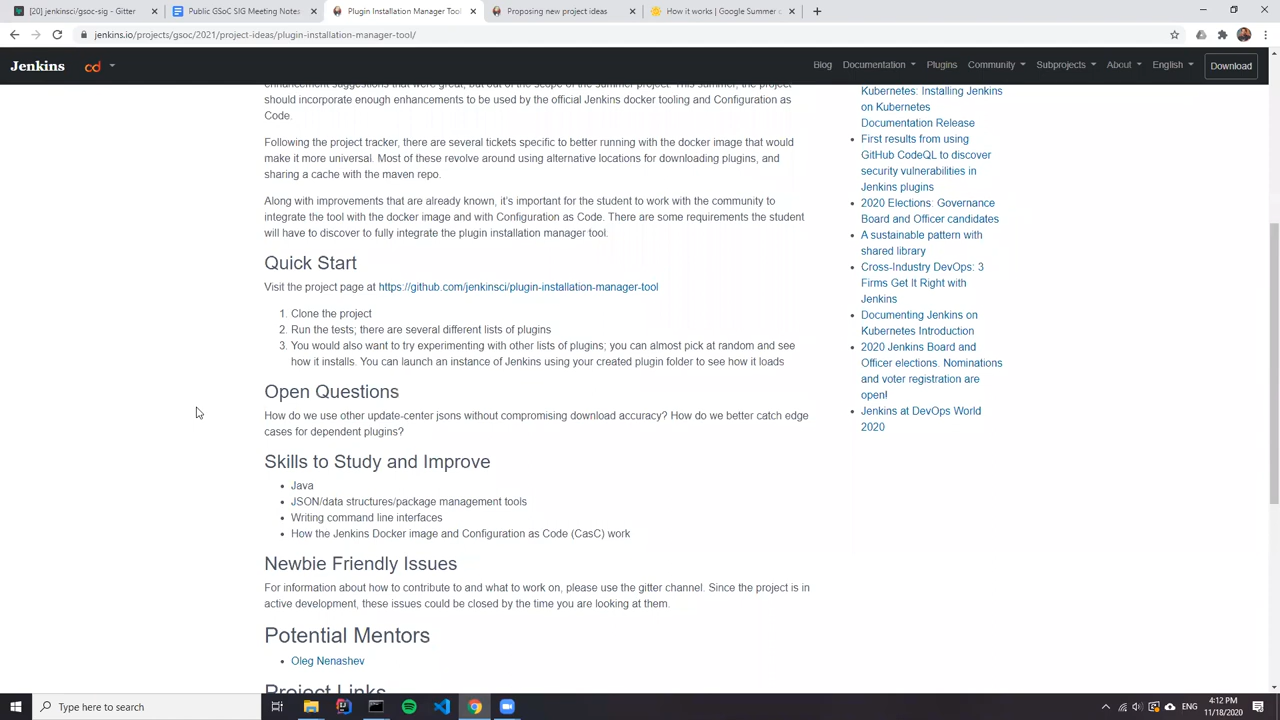 [20] jenkinsci/gsoc-sig - Gitter
Public GSoC SIG Meeting Notes
Plugin Installation Manager Too
Proposing new project ideas
How it works | Google Summer o
jenkins.io/projects/gsoc/2021/project-ideas/plugin-installation-manager-tool/
Jenkins
cd
Blog
Documentation
Plugins
Community
Subprojects
About
English
Download
enhancement suggestions that were great, but out of the scope of the summer project. This summer, the project
should incorporate enough enhancements to be used by the official Jenkins docker tooling and Configuration as
Code.
Following the project tracker, there are several tickets specific to better running with the docker image that would
make it more universal. Most of these revolve around using alternative locations for downloading plugins, and
sharing a cache with the maven repo.
Along with improvements that are already known, it's important for the student to work with the community to
integrate the tool with the docker image and with Configuration as Code. There are some requirements the student
will have to discover to fully integrate the plugin installation manager tool.
Quick Start
Visit the project page at https://github.com/jenkinsci/plugin-installation-manager-tool
1. Clone the project
2. Run the tests; there are several different lists of plugins
3. You would also want to try experimenting with other lists of plugins; you can almost pick at random and see
how it installs. You can launch an instance of Jenkins using your created plugin folder to see how it loads
Open Questions
How do we use other update-center jsons without compromising download accuracy? How do we better catch edge
cases for dependent plugins?
Skills to Study and Improve
• Java
• JSON/data structures/package management tools
• Writing command line interfaces
• How the Jenkins Docker image and Configuration as Code (CasC) work
Newbie Friendly Issues
For information about how to contribute to and what to work on, please use the gitter channel. Since the project is in
active development, these issues could be closed by the time you are looking at them.
Potential Mentors
• Oleg Nenashev
Project Links
Kubernetes: Installing Jenkins
on Kubernetes
Documentation Release
• First results from using
GitHub CodeQL to discover
security vulnerabilities in
Jenkins plugins
• 2020 Elections: Governance
Board and Officer candidates
• A sustainable pattern with
shared library
• Cross-Industry DevOps: 3
Firms Get It Right with
Jenkins
• Documenting Jenkins on
Kubernetes Introduction
• 2020 Jenkins Board and
Officer elections. Nominations
and voter registration are
open!
• Jenkins at DevOps World
2020
Type here to search
ENG
4:12 PM
11/18/2020